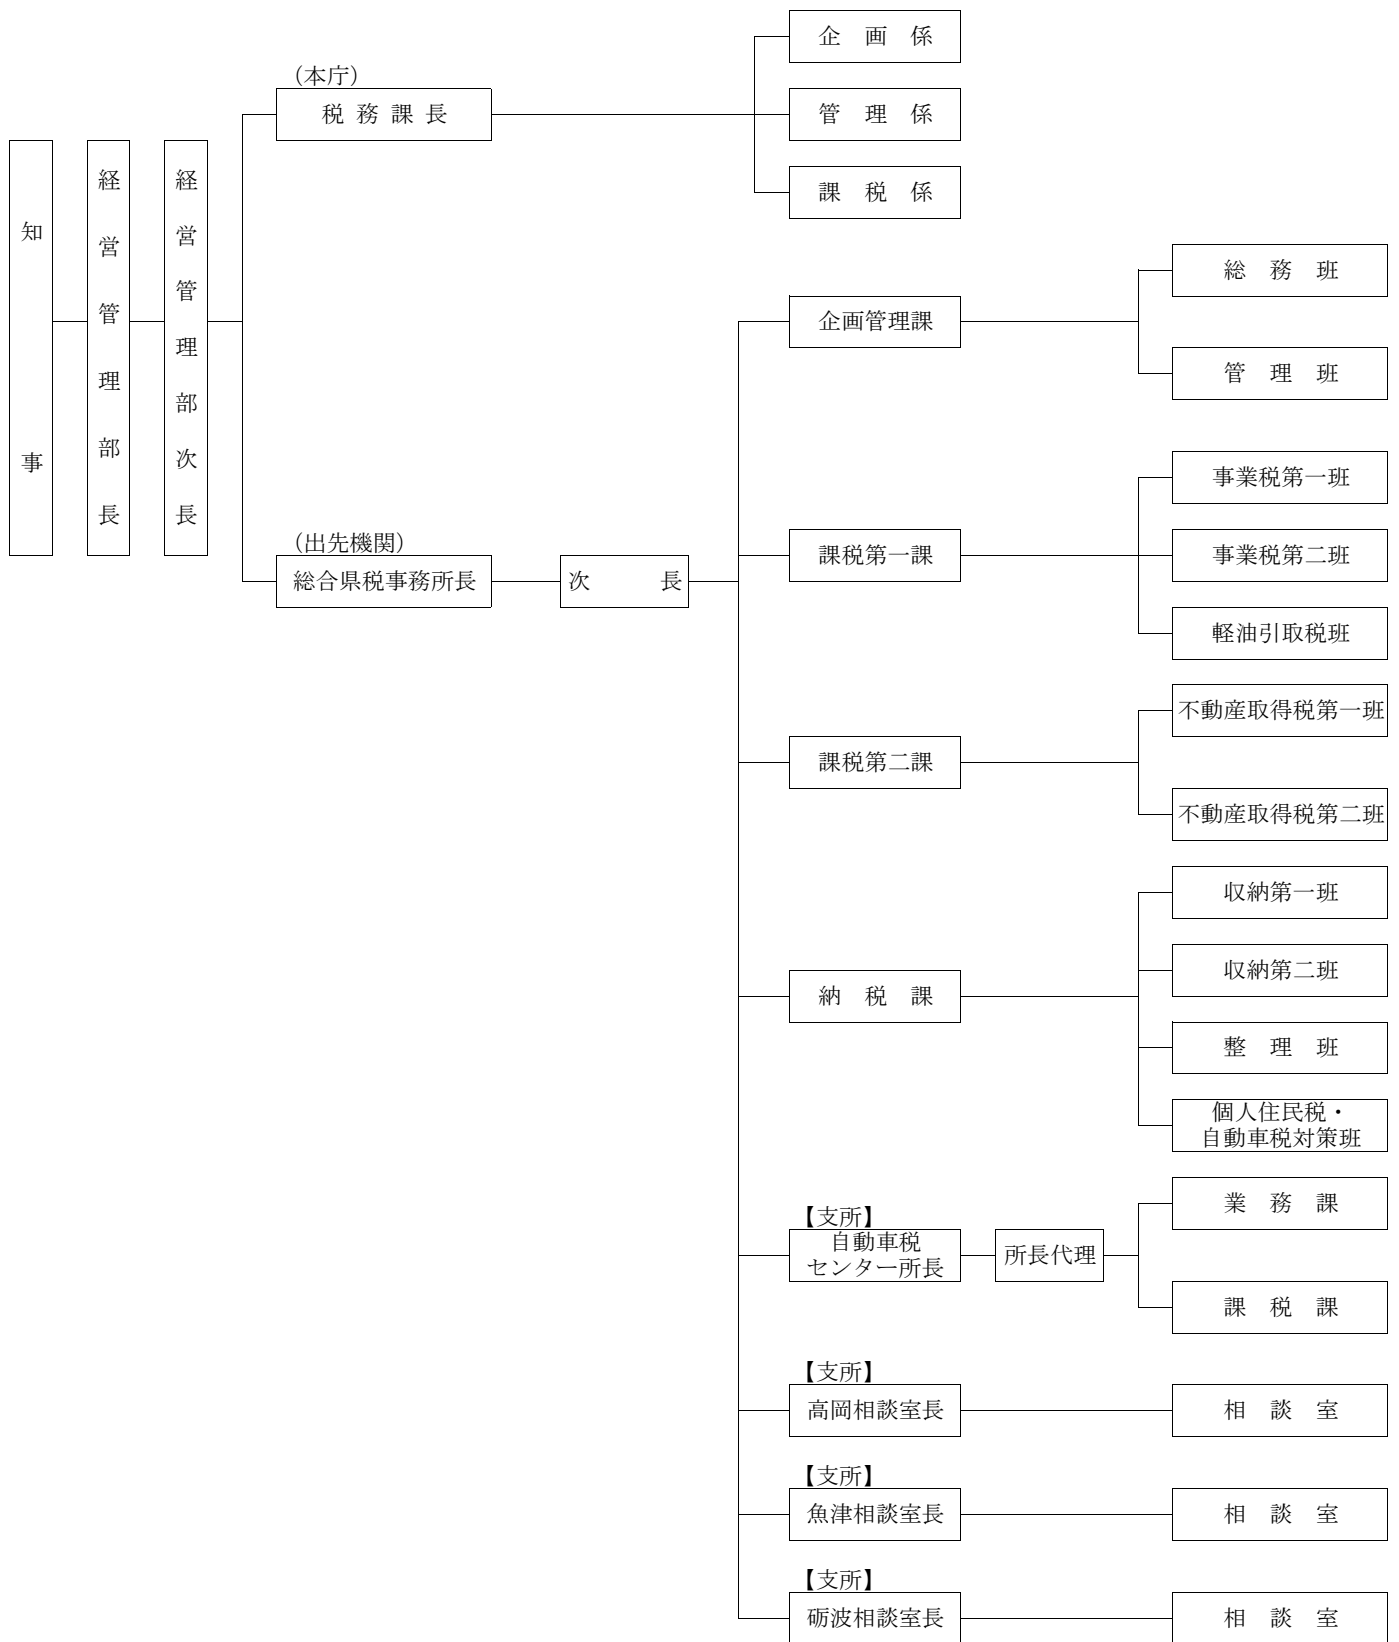 知事
経営管理部長
経営管理部次長
(本庁)
税務課長
企画係
管理係
課税係
(出先機関)
総合県税事務所長
次長
企画管理課
総務班
管理班
課税第一課
事業税第一班
事業税第二班
軽油引取税班
課税第二課
不動産取得税第一班
不動産取得税第二班
納税課
収納第一班
収納第二班
整理班
個人住民税・
自動車税対策班
【支所】
自動車税
センター所長
所長代理
業務課
課税課
【支所】
高岡相談室長
相談室
【支所】
魚津相談室長
相談室
【支所】
砺波相談室長
相談室